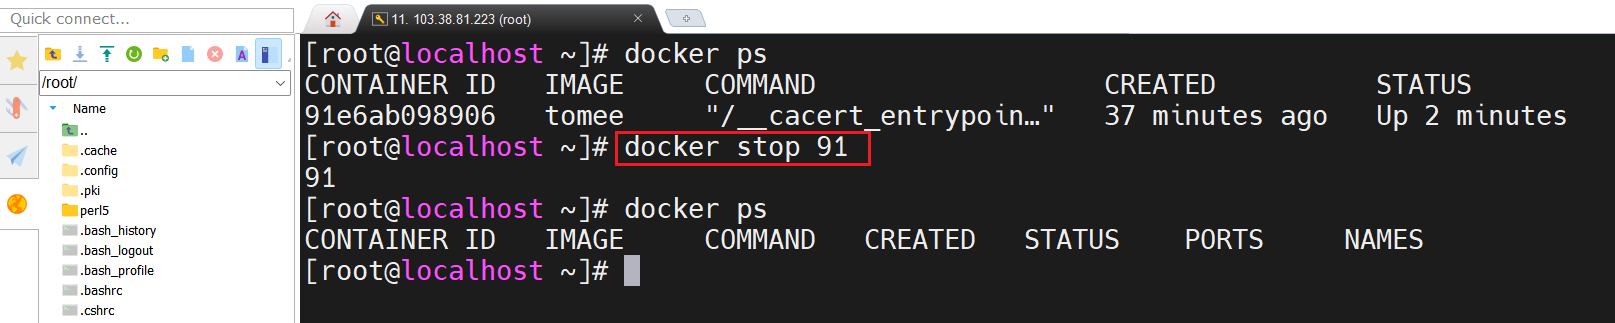 Quick connect...
11. 103.38.81.223 (root)
/root/
Name
..
.cache
.config
.pki
perl5
.bash_history
.bash_logout
.bash_profile
.bashrc
.cshrc
[root@localhost ~]# docker ps
CONTAINER ID IMAGE COMMAND CREATED STATUS
91e6ab098906 tomee "/__cacert_entrypoin…" 37 minutes ago Up 2 minutes
[root@localhost ~]# docker stop 91
91
[root@localhost ~]# docker ps
CONTAINER ID IMAGE COMMAND CREATED STATUS PORTS NAMES
[root@localhost ~]#